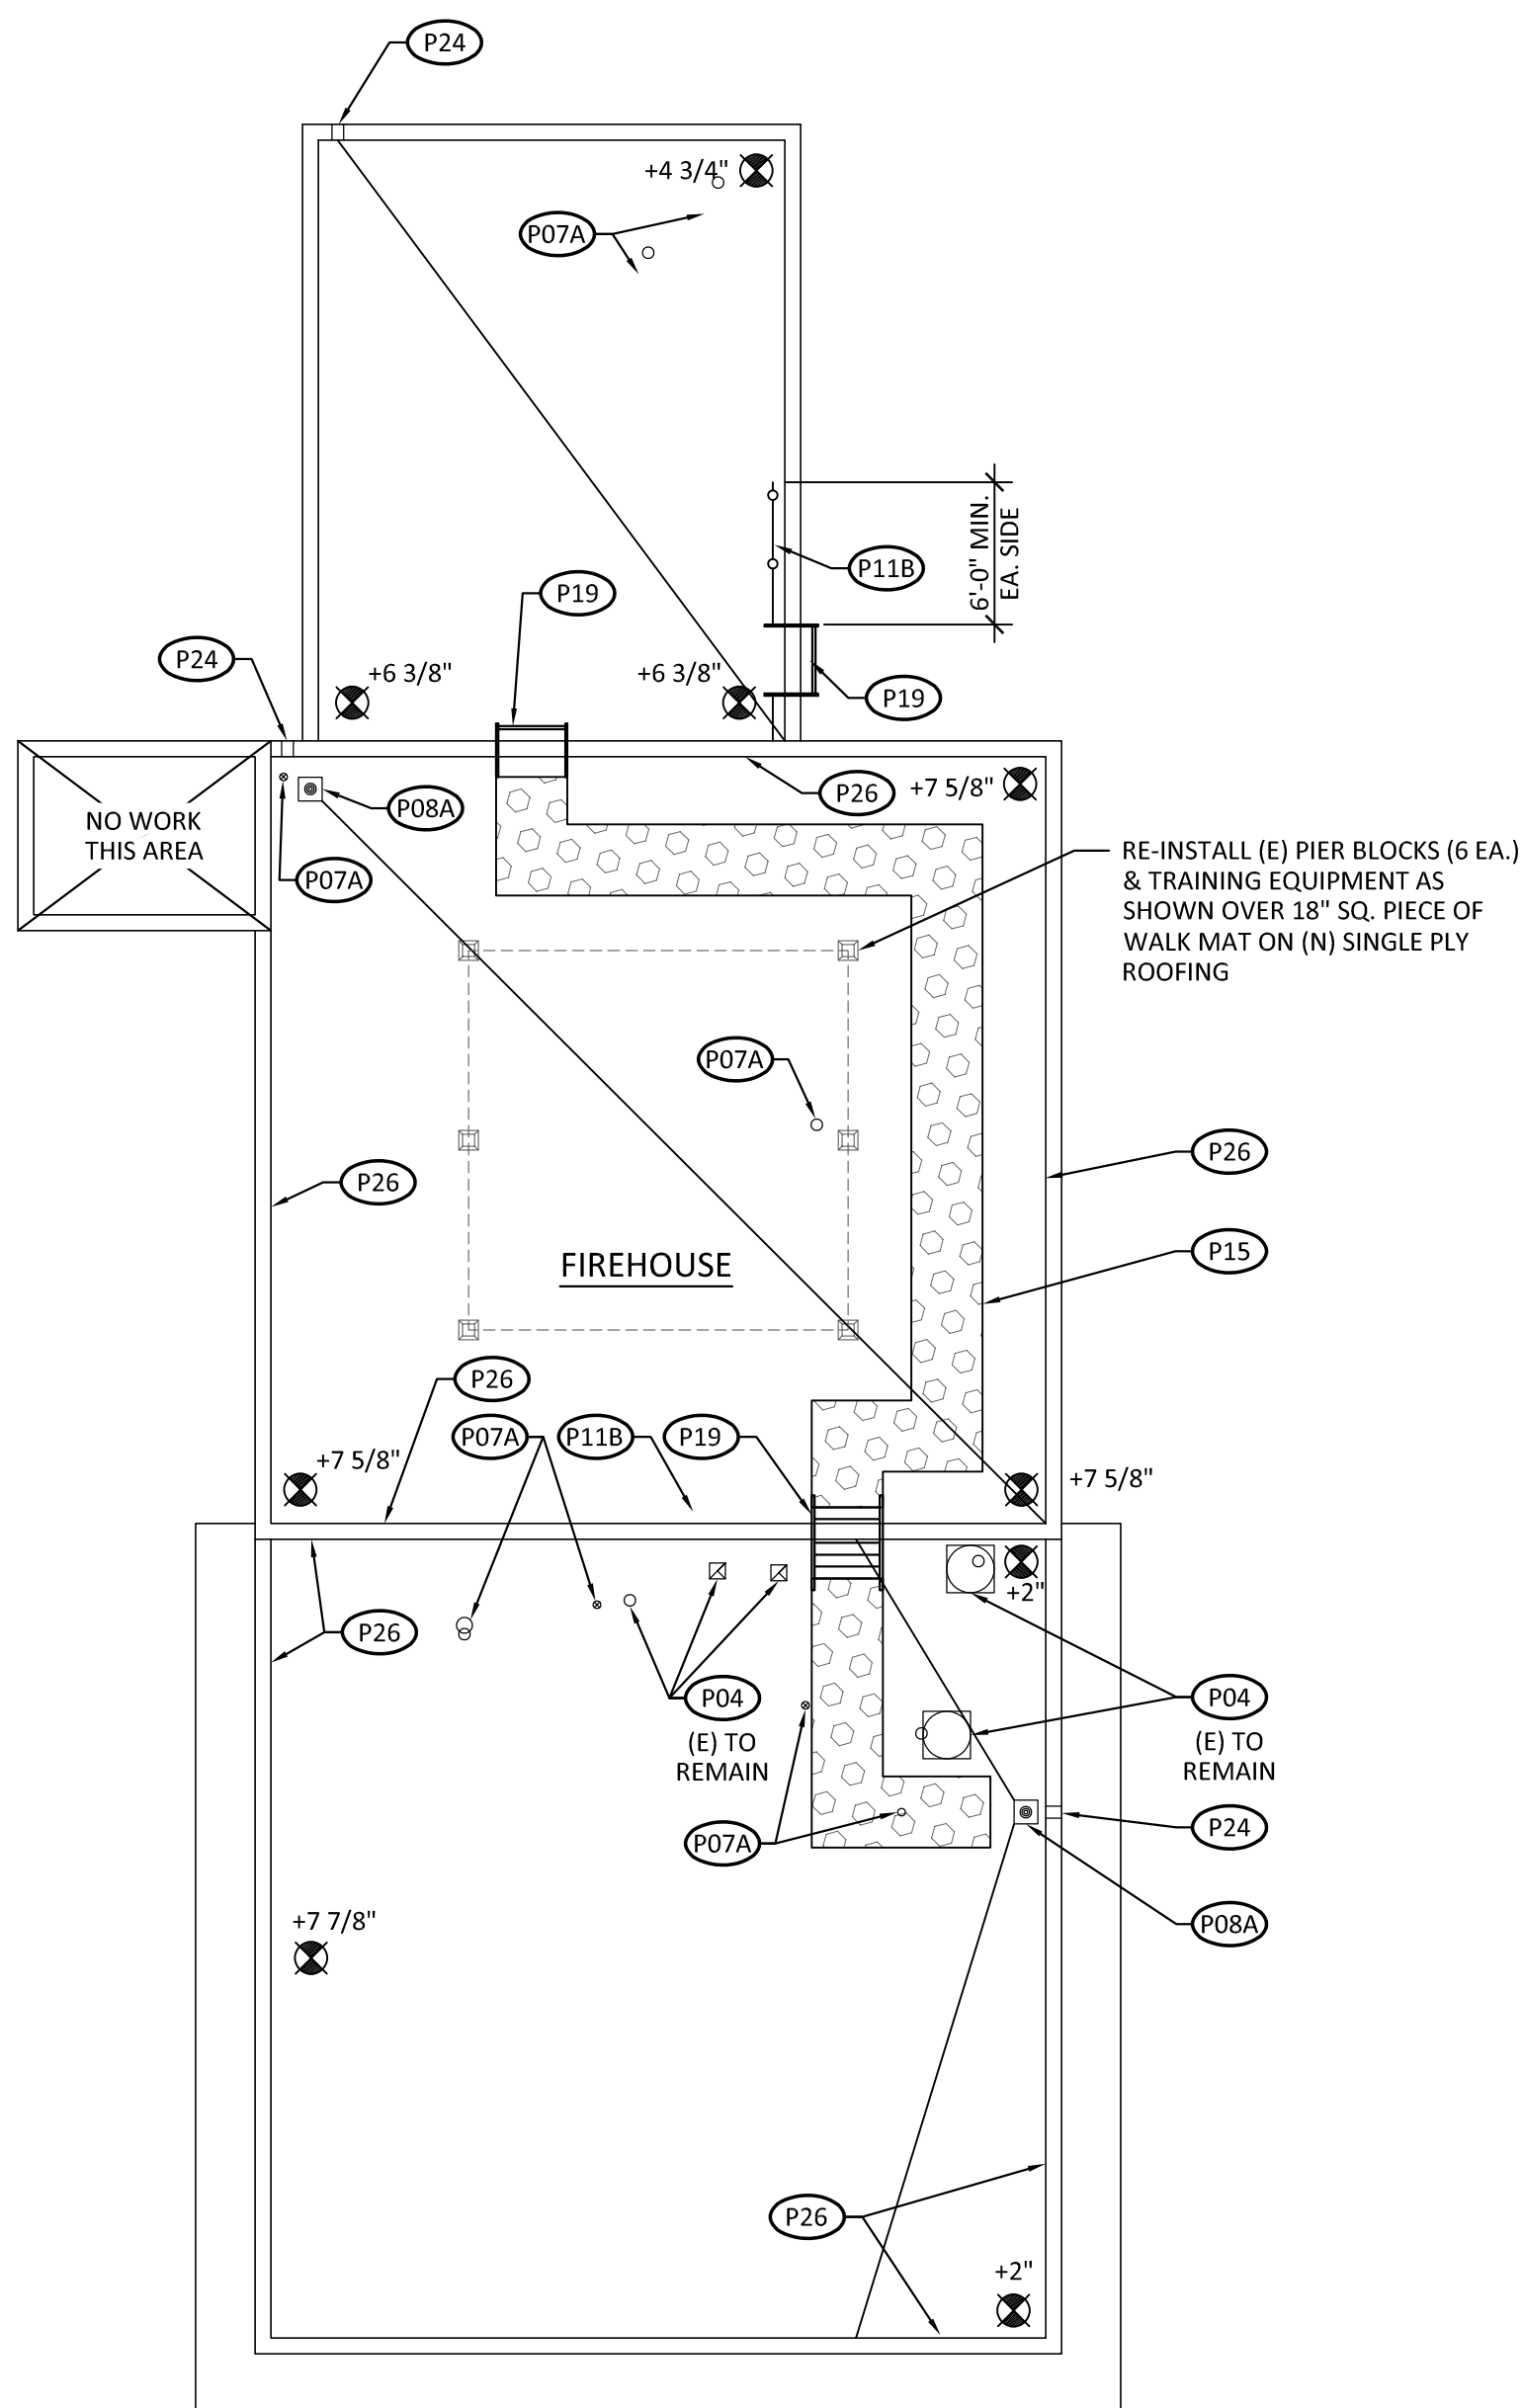 P24
+4 3/4"
P07A
6'-0" MIN.
EA. SIDE
P11B
P19
P24
+6 3/8"
+6 3/8"
P19
NO WORK
THIS AREA
P08A
P26
+7 5/8"
P07A
RE-INSTALL (E) PIER BLOCKS (6 EA.)
& TRAINING EQUIPMENT AS
SHOWN OVER 18" SQ. PIECE OF
WALK MAT ON (N) SINGLE PLY
ROOFING
P07A
P26
P26
P15
FIREHOUSE
P26
P07A
P11B
P19
+7 5/8"
+7 5/8"
+2"
P26
P04
(E) TO
REMAIN
P04
(E) TO
REMAIN
P07A
P24
P08A
+7 7/8"
P26
+2"